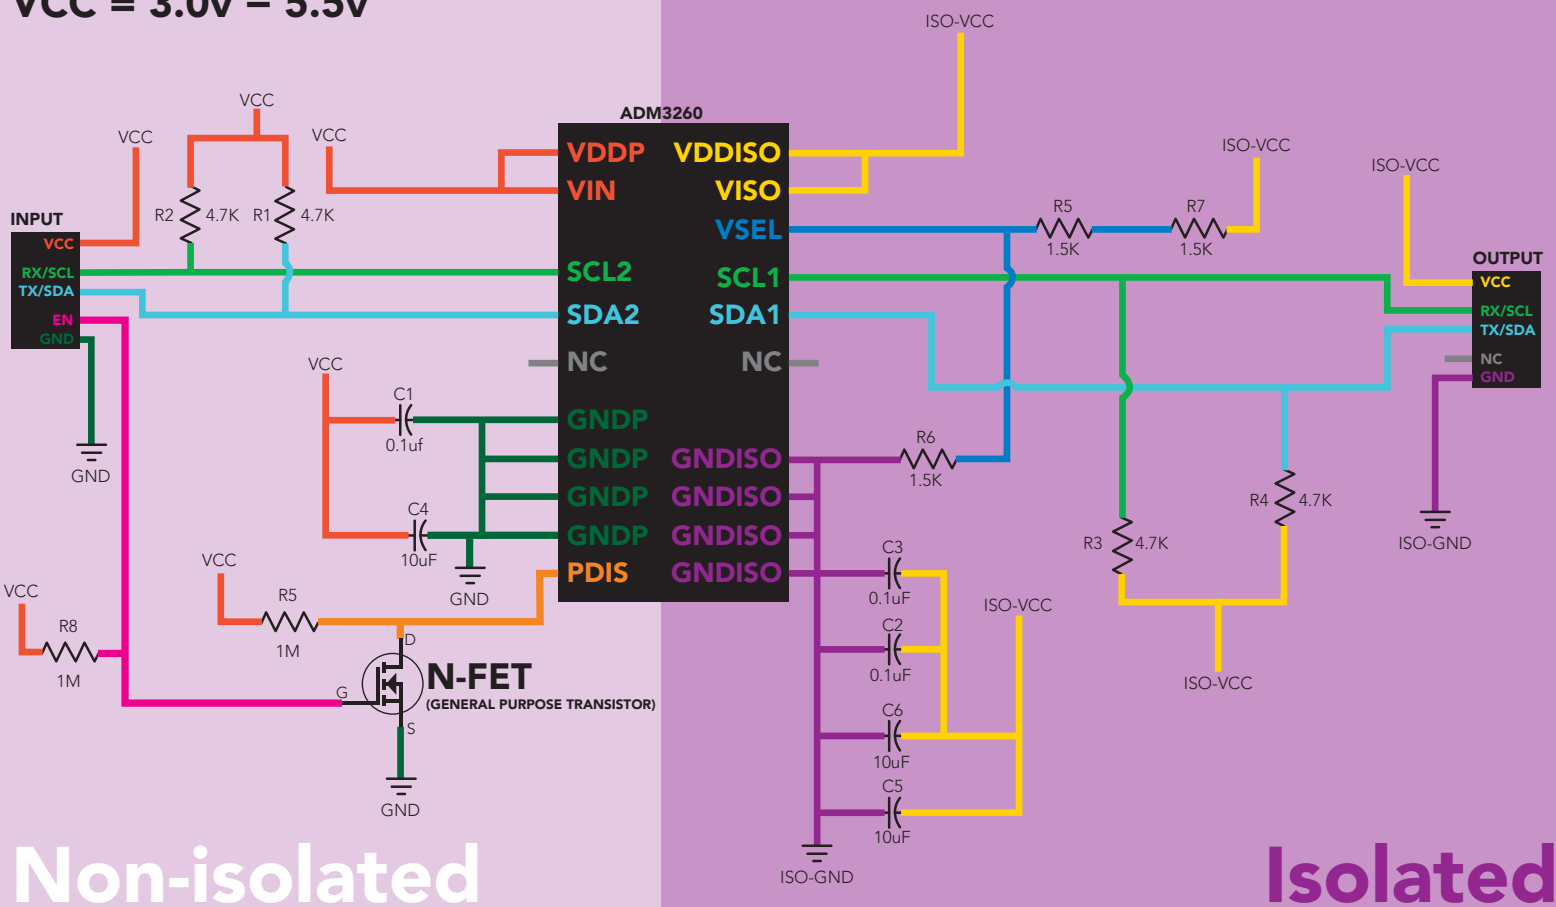 VCC = 3.0v – 5.5v
ISO-VCC
VCC
ADM3260
VCC
VCC
ISO-VCC
ISO-VCC
VDDP
VDDISO
VIN
VISO
R2
4.7K
R1
4.7K
INPUT
VCC
RX/SCL
TX/SDA
EN
GND
VSEL
R5
1.5K
R7
1.5K
SCL2
SCL1
SDA2
SDA1
NC
NC
OUTPUT
VCC
RX/SCL
TX/SDA
NC
GND
VCC
C1
0.1uf
GNDP
GNDP
GNDISO
GNDP
GNDISO
GNDP
GNDISO
PDIS
GNDISO
R6
1.5K
GND
C4
10uF
GND
R4
4.7K
R3
4.7K
ISO-GND
C3
0.1uF
VCC
R5
1M
VCC
R8
1M
C2
0.1uF
ISO-VCC
D
G
S
N-FET
(GENERAL PURPOSE TRANSISTOR)
ISO-VCC
C6
10uF
C5
10uF
GND
ISO-GND
Non-isolated
Isolated